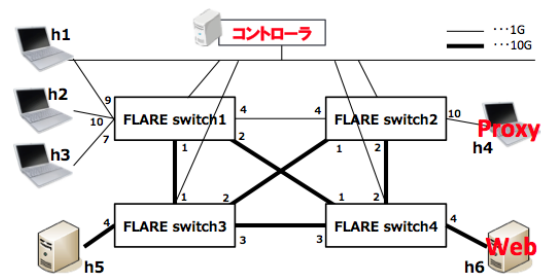 h1
コントローラ
…1G
…10G
h2
9
10
7
FLARE switch1
4
4
FLARE switch2
10
Proxy
h3
1
2
1
2
h4
1
2
1
2
4
FLARE switch3
3
3
FLARE switch4
4
Web
h5
h6